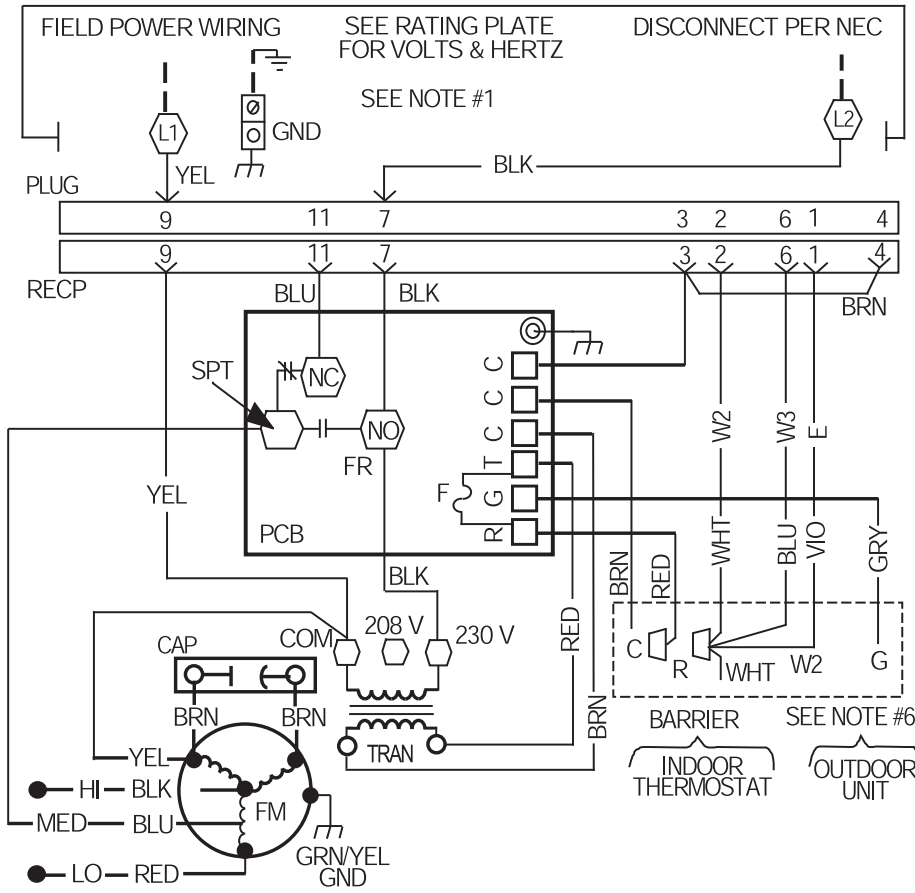 FIELD POWER WIRING
SEE RATING PLATE
FOR VOLTS & HERTZ
DISCONNECT PER NEC
SEE NOTE #1
L1
GND
L2
YEL
BLK
PLUG
9 11 7 3 2 6 1 4
9 11 7 3 2 6 1 4
RECP
BLU
BLK
BRN
SPT
NC
NO
FR
C
C
C
T
G
R
F
PCB
YEL
W2
W3
E
WHT
BLU
VIO
GRY
BLK
BRN
RED
RED
BRN
COM
208 V
230 V
C
R
WHT
W2
G
CAP
BRN
BRN
TRAN
BARRIER
SEE NOTE #6
INDOOR
THERMOSTAT
OUTDOOR
UNIT
YEL
HI BLK
FM
MED BLU
GRN/YEL
GND
LO RED